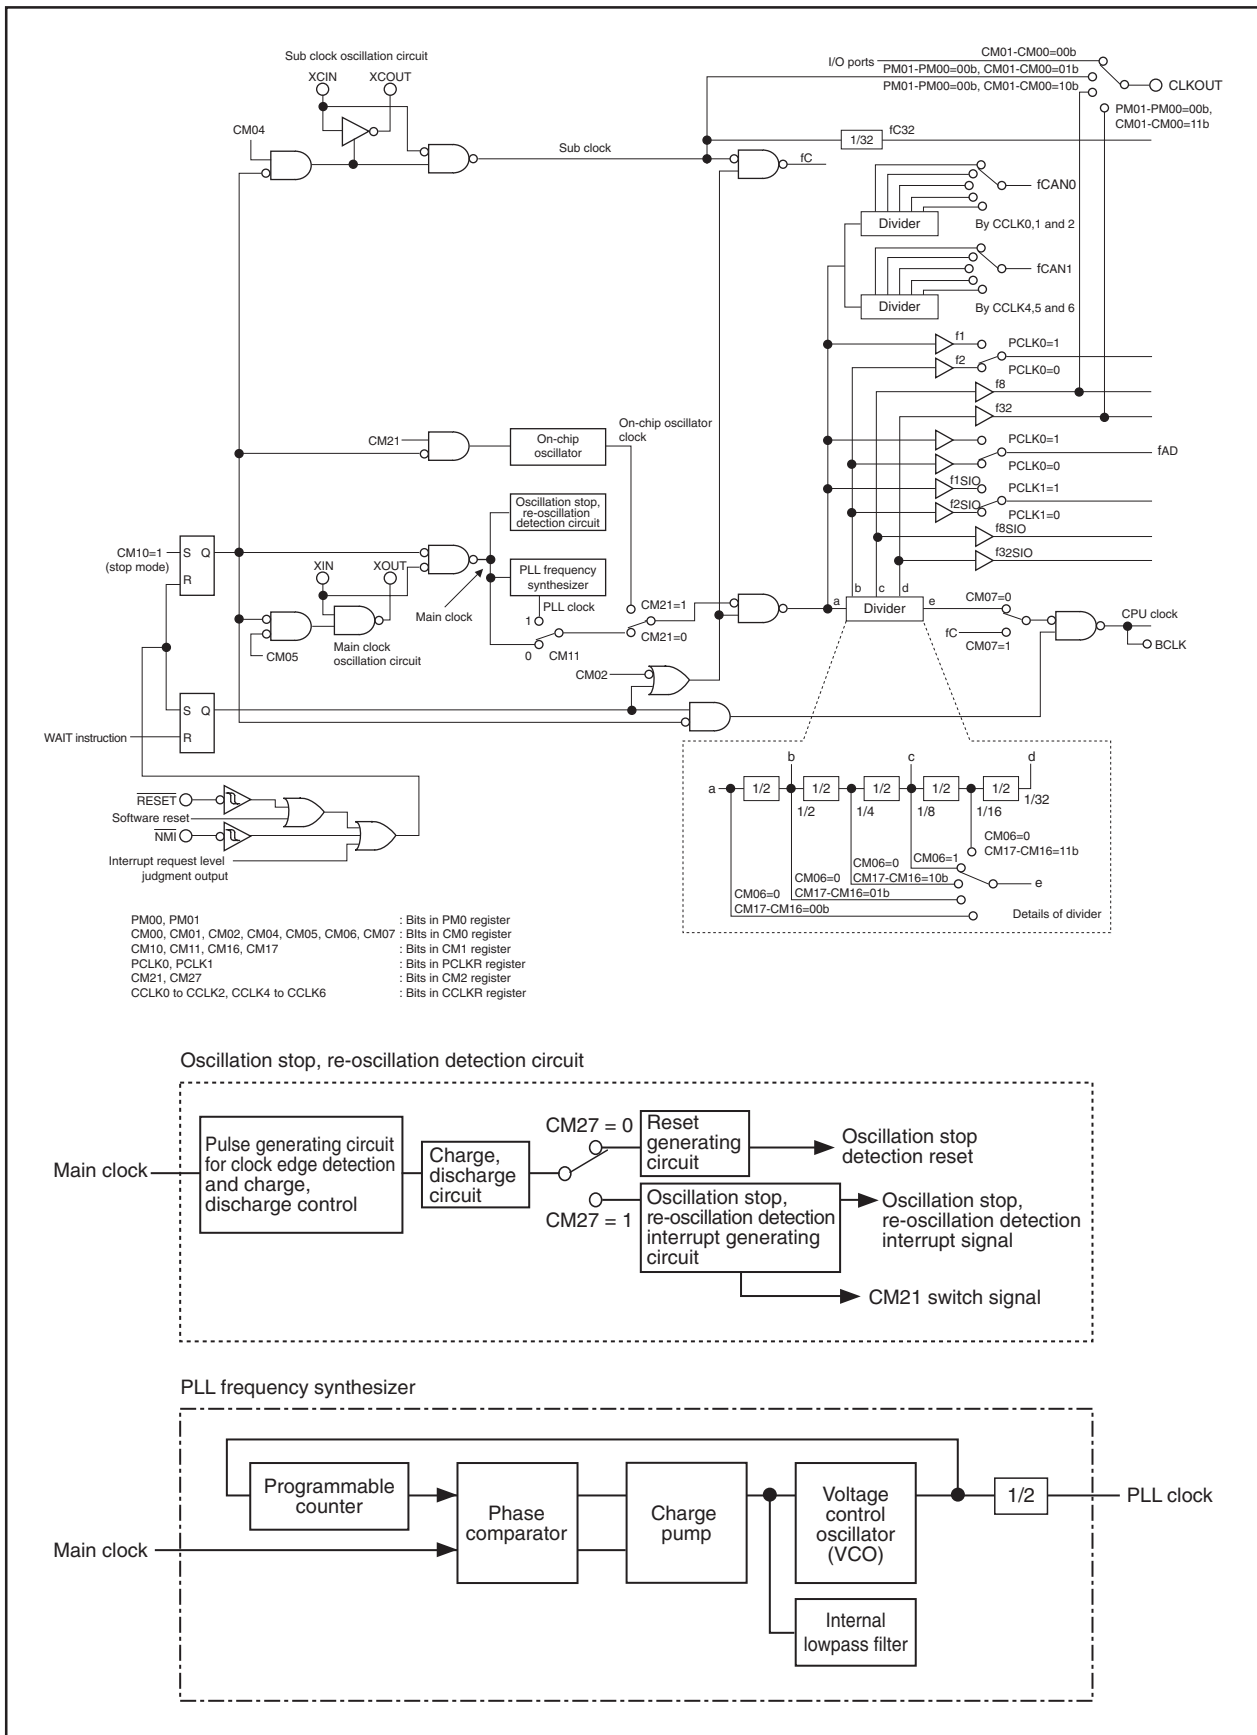 Sub clock oscillation circuit
XCIN
XCOUT
CM04
Sub clock
I/O ports
CM01-CM00=00b
PM01-PM00=00b, CM01-CM00=01b
PM01-PM00=00b, CM01-CM00=10b
CLKOUT
PM01-PM00=00b,
CM01-CM00=11b
1/32
fC32
fC
fCAN0
Divider
By CCLK0,1 and 2
fCAN1
Divider
By CCLK4,5 and 6
f1
PCLK0=1
f2
PCLK0=0
f8
f32
PCLK0=1
fAD
PCLK0=0
f1SIO
PCLK1=1
f2SIO
PCLK1=0
f8SIO
f32SIO
CM21
On-chip
oscillator
On-chip oscillator
clock
Oscillation stop,
re-oscillation
detection circuit
CM10=1
(stop mode)
S
Q
R
XIN
XOUT
PLL frequency
synthesizer
Main clock
PLL clock
1
0
CM11
CM21=1
CM21=0
CM05
Main clock
oscillation circuit
a
b
c
d
Divider
e
CM07=0
fC
CM07=1
CPU clock
BCLK
CM02
S
Q
R
WAIT instruction
RESET
Software reset
NMI
Interrupt request level
judgment output
b
c
d
a
1/2
1/2
1/2
1/2
1/2
1/2
1/4
1/8
1/16
1/32
CM06=0
CM17-CM16=11b
CM06=1
CM06=0
CM17-CM16=10b
CM06=0
CM17-CM16=01b
CM06=0
CM17-CM16=00b
e
Details of divider
PM00, PM01 : Bits in PM0 register
CM00, CM01, CM02, CM04, CM05, CM06, CM07 : BIts in CM0 register
CM10, CM11, CM16, CM17 : Bits in CM1 register
PCLK0, PCLK1 : Bits in PCLKR register
CM21, CM27 : Bits in CM2 register
CCLK0 to CCLK2, CCLK4 to CCLK6 : Bits in CCLKR register
Oscillation stop, re-oscillation detection circuit
Main clock
Pulse generating circuit
for clock edge detection
and charge,
discharge control
Charge,
discharge
circuit
CM27 = 0
CM27 = 1
Reset
generating
circuit
Oscillation stop
detection reset
Oscillation stop,
re-oscillation detection
interrupt generating
circuit
Oscillation stop,
re-oscillation detection
interrupt signal
CM21 switch signal
PLL frequency synthesizer
Programmable
counter
Main clock
Phase
comparator
Charge
pump
Voltage
control
oscillator
(VCO)
1/2
PLL clock
Internal
lowpass filter